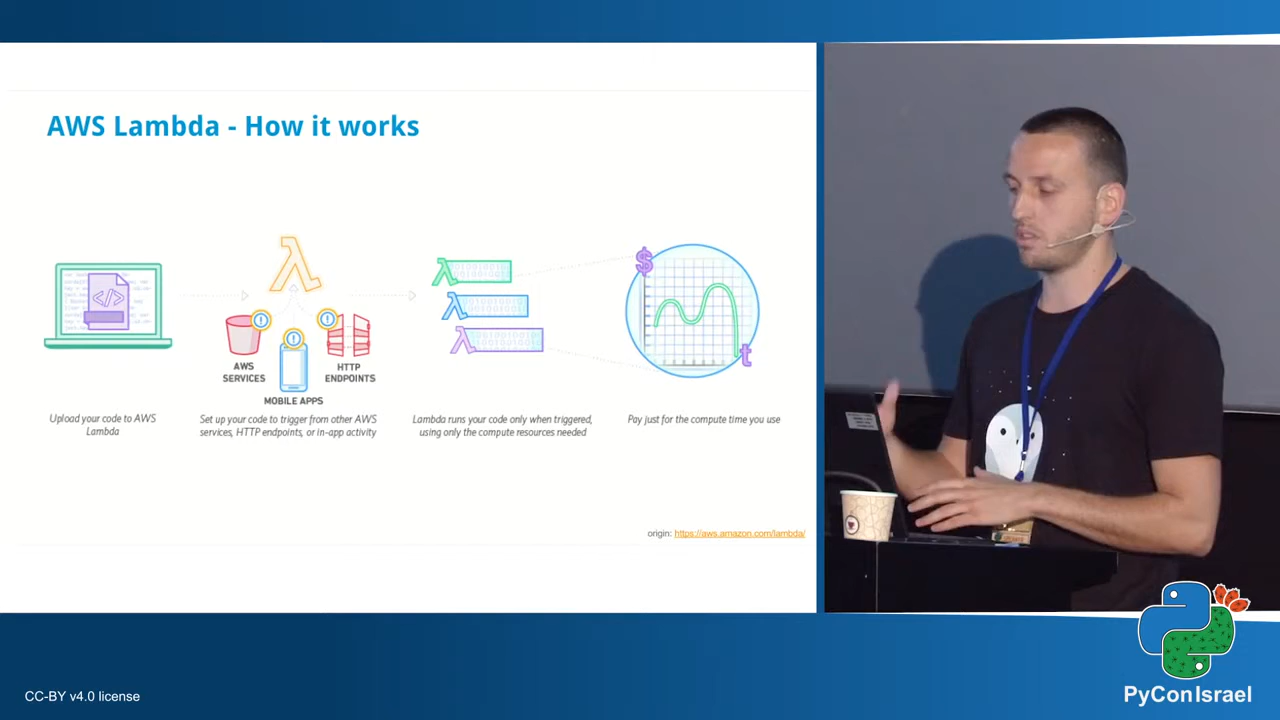 AWS Lambda - How it works
$
t
AWS
SERVICES
MOBILE APPS
HTTP
ENDPOINTS
Upload your code to AWS
Lambda
Set up your code to trigger from other AWS
services, HTTP endpoints, or in-app activity
Lambda runs your code only when triggered,
using only the compute resources needed
Pay just for the compute time you use
origin: https://aws.amazon.com/lambda/
PyConIsrael
CC-BY v4.0 license